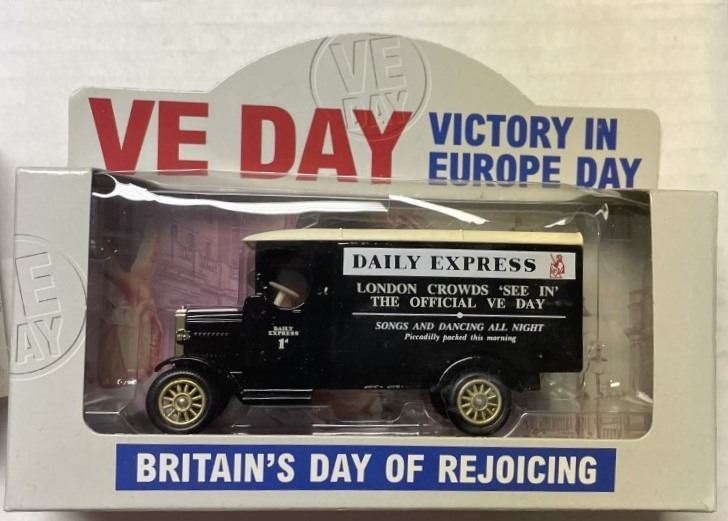 VE
DAY
VE DAY
VICTORY IN
EUROPE DAY
E
AY
DAILY EXPRESS
LONDON CROWDS 'SEE IN'
THE OFFICIAL VE DAY
SONGS AND DANCING ALL NIGHT
Piccadilly packed this morning
DAILY
EXPRESS
1d
BRITAIN'S DAY OF REJOICING